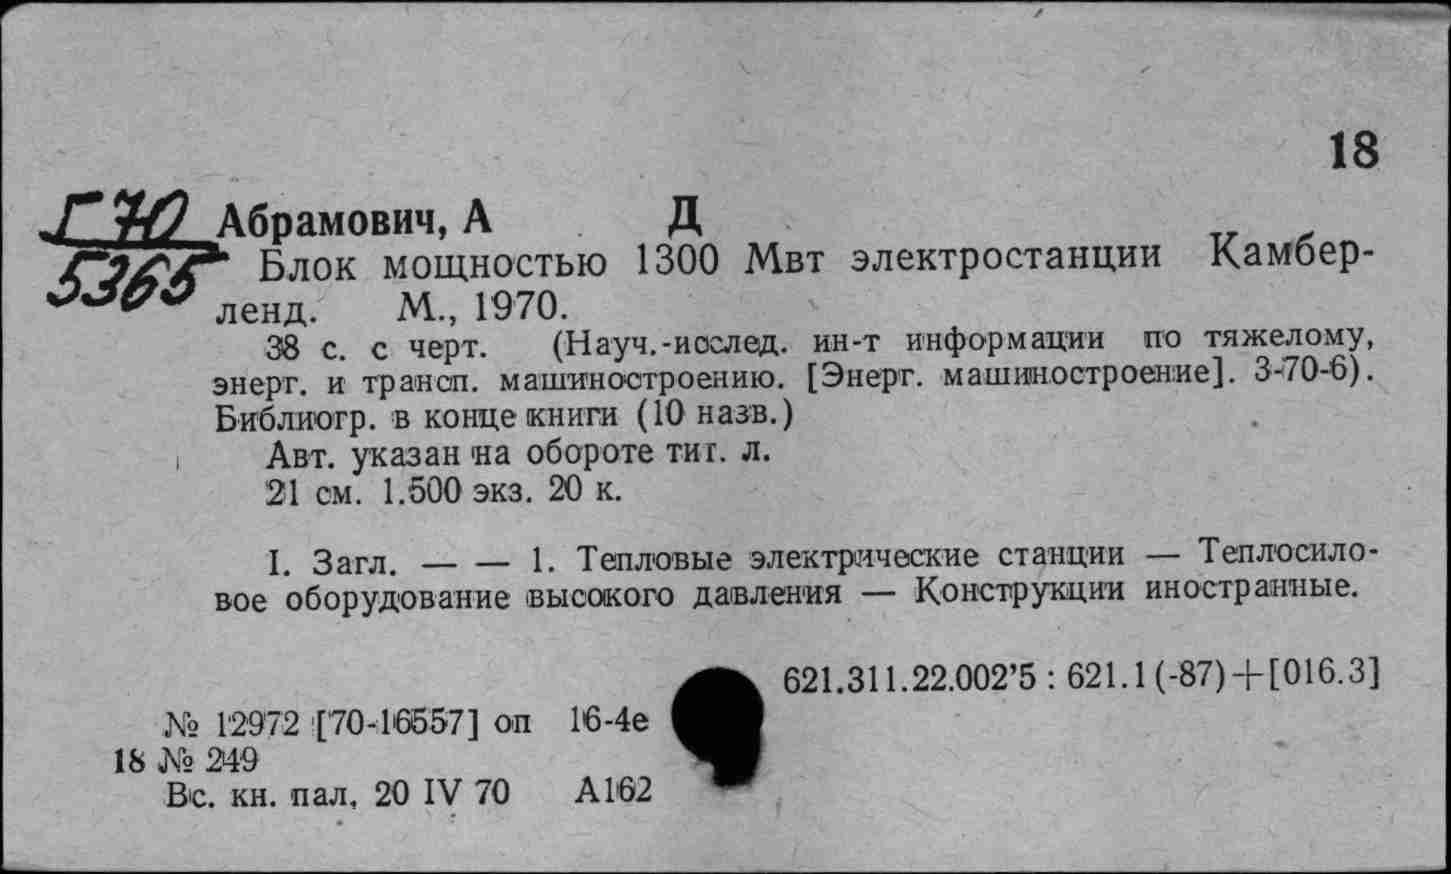 18
Г70 Абрамович, А Д
5365 Блок мощностью 1300 Мвт электростанции Камбер-
ленд. М., 1970.
38 с. с черт. (Науч.-исслед. ин-т информации по тяжелому,
энерг. и трансп. машиностроению. [Энерг. машиностроение]. 3-70-6).
Библиогр. в конце книги (10 назв.)
Авт. указан на обороте тит. л.
21 см. 1.500 экз. 20 к.
I. Загл. — — 1. Тепловые электрические станции — Теплосило-
вое оборудование высокого давления — Конструкции иностранные.
621.311.22.002’5 : 621.1 (-87) + [016.3]
№ 12972 [70-16557] оп 16-4е
18 № 249
Вс. кн. пал. 20 IV 70 А162